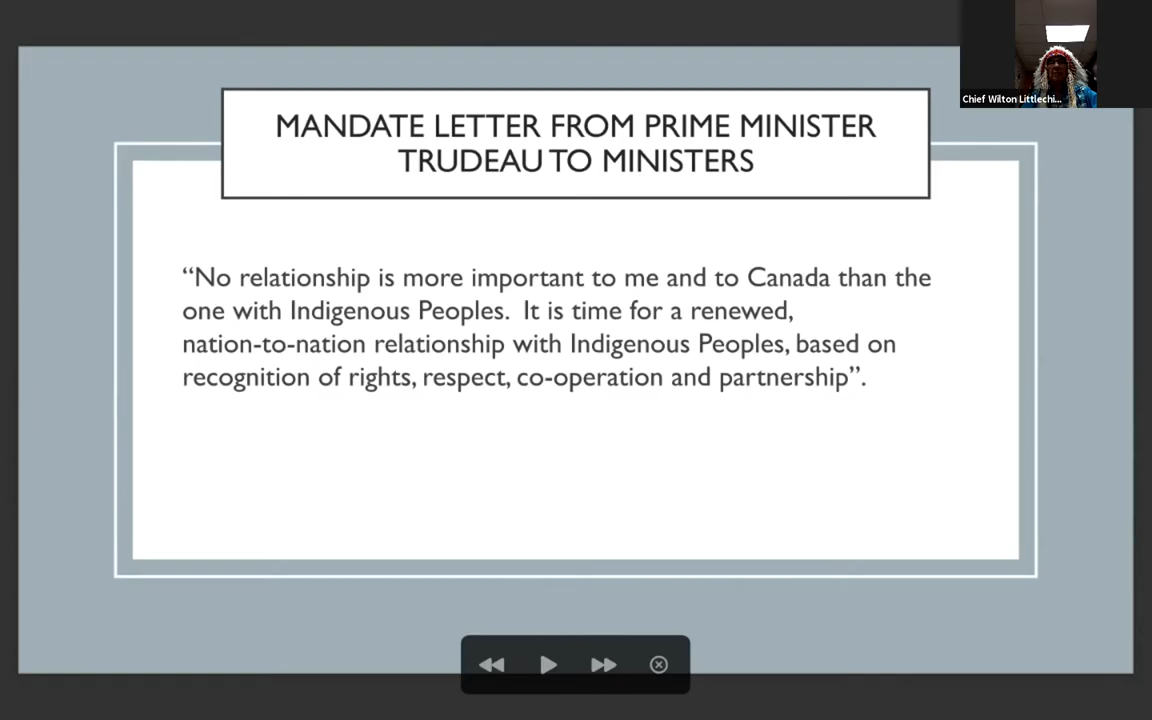 MANDATE LETTER FROM PRIME MINISTER
TRUDEAU TO MINISTERS
“No relationship is more important to me and to Canada than the
one with Indigenous Peoples.  It is time for a renewed,
nation-to-nation relationship with Indigenous Peoples, based on
recognition of rights, respect, co-operation and partnership”.
Chief Wilton Littlechi...